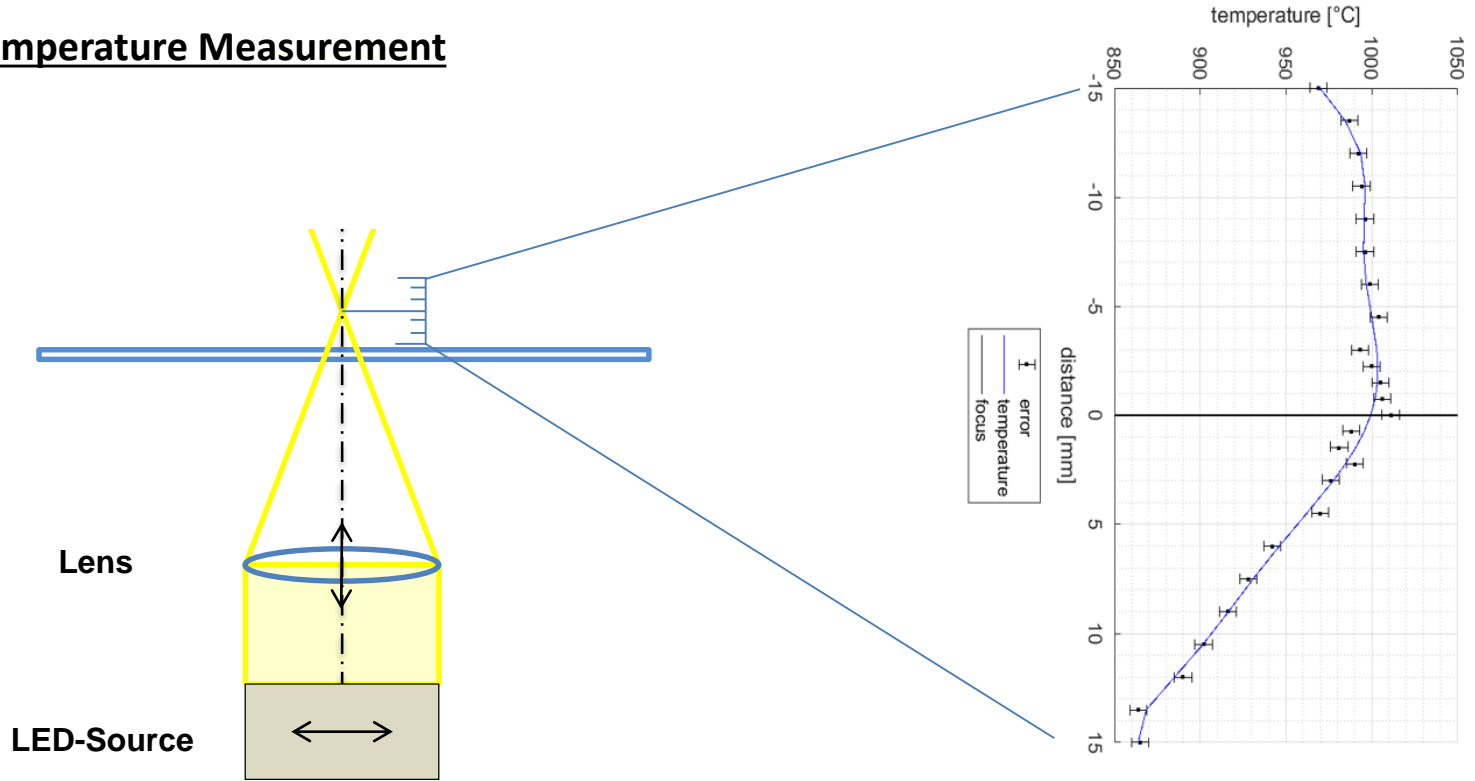 mperature Measurement
temperature [°C]
850
900
950
1000
1050
-15
-10
-5
0
5
10
15
distance [mm]
error
temperature
focus
Lens
LED-Source